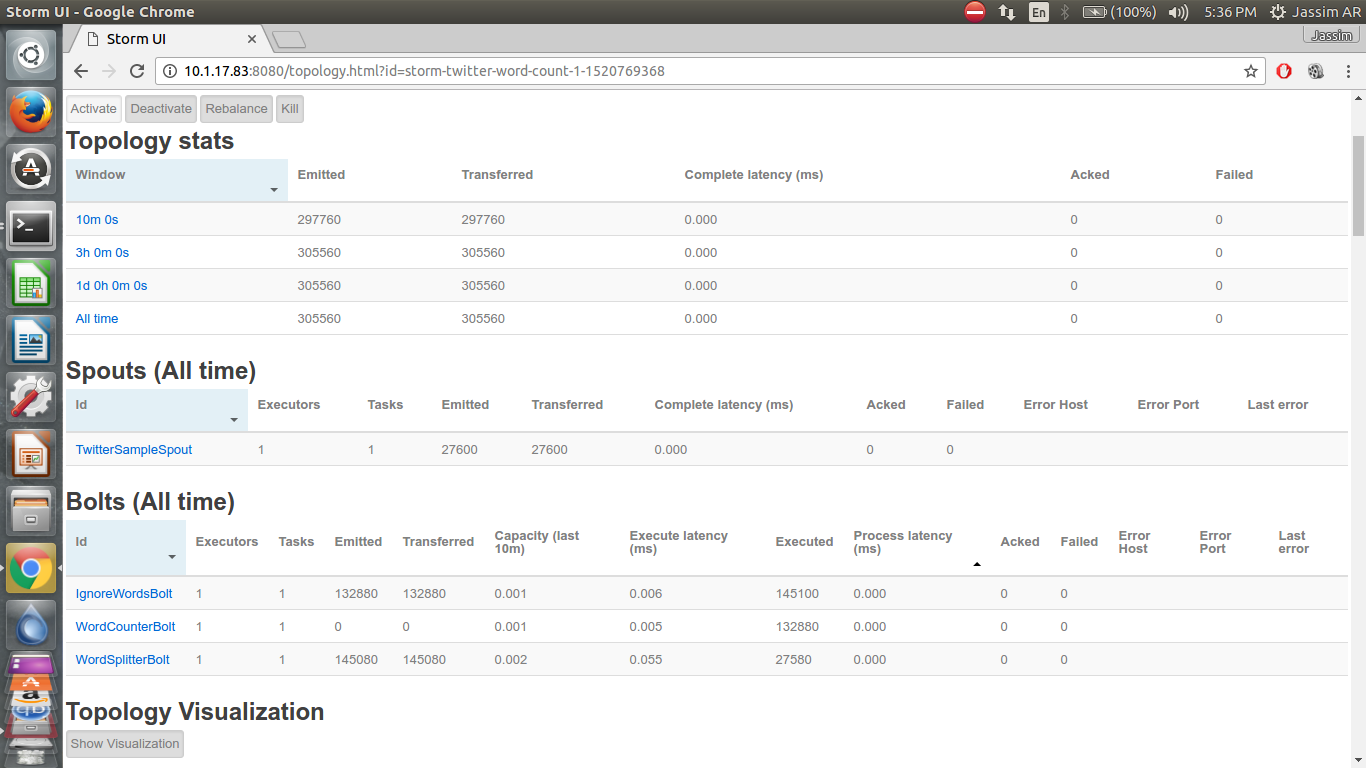 Storm UI - Google Chrome En (100%) 5:36 PM Jassim AR
Storm UI Jassim
10.1.17.83:8080/topology.html?id=storm-twitter-word-count-1-1520769368
Activate Deactivate Rebalance Kill
Topology stats
Window Emitted Transferred Complete latency (ms) Acked Failed
10m 0s 297760 297760 0.000 0 0
3h 0m 0s 305560 305560 0.000 0 0
1d 0h 0m 0s 305560 305560 0.000 0 0
All time 305560 305560 0.000 0 0
Spouts (All time)
Id Executors Tasks Emitted Transferred Complete latency (ms) Acked Failed Error Host Error Port Last error
TwitterSampleSpout 1 1 27600 27600 0.000 0 0
Bolts (All time)
Id Executors Tasks Emitted Transferred Capacity (last 10m) Execute latency (ms) Executed Process latency (ms) Acked Failed Error Host Error Port Last error
IgnoreWordsBolt 1 1 132880 132880 0.001 0.006 145100 0.000 0 0
WordCounterBolt 1 1 0 0 0.001 0.005 132880 0.000 0 0
WordSplitterBolt 1 1 145080 145080 0.002 0.055 27580 0.000 0 0
Topology Visualization
Show Visualization